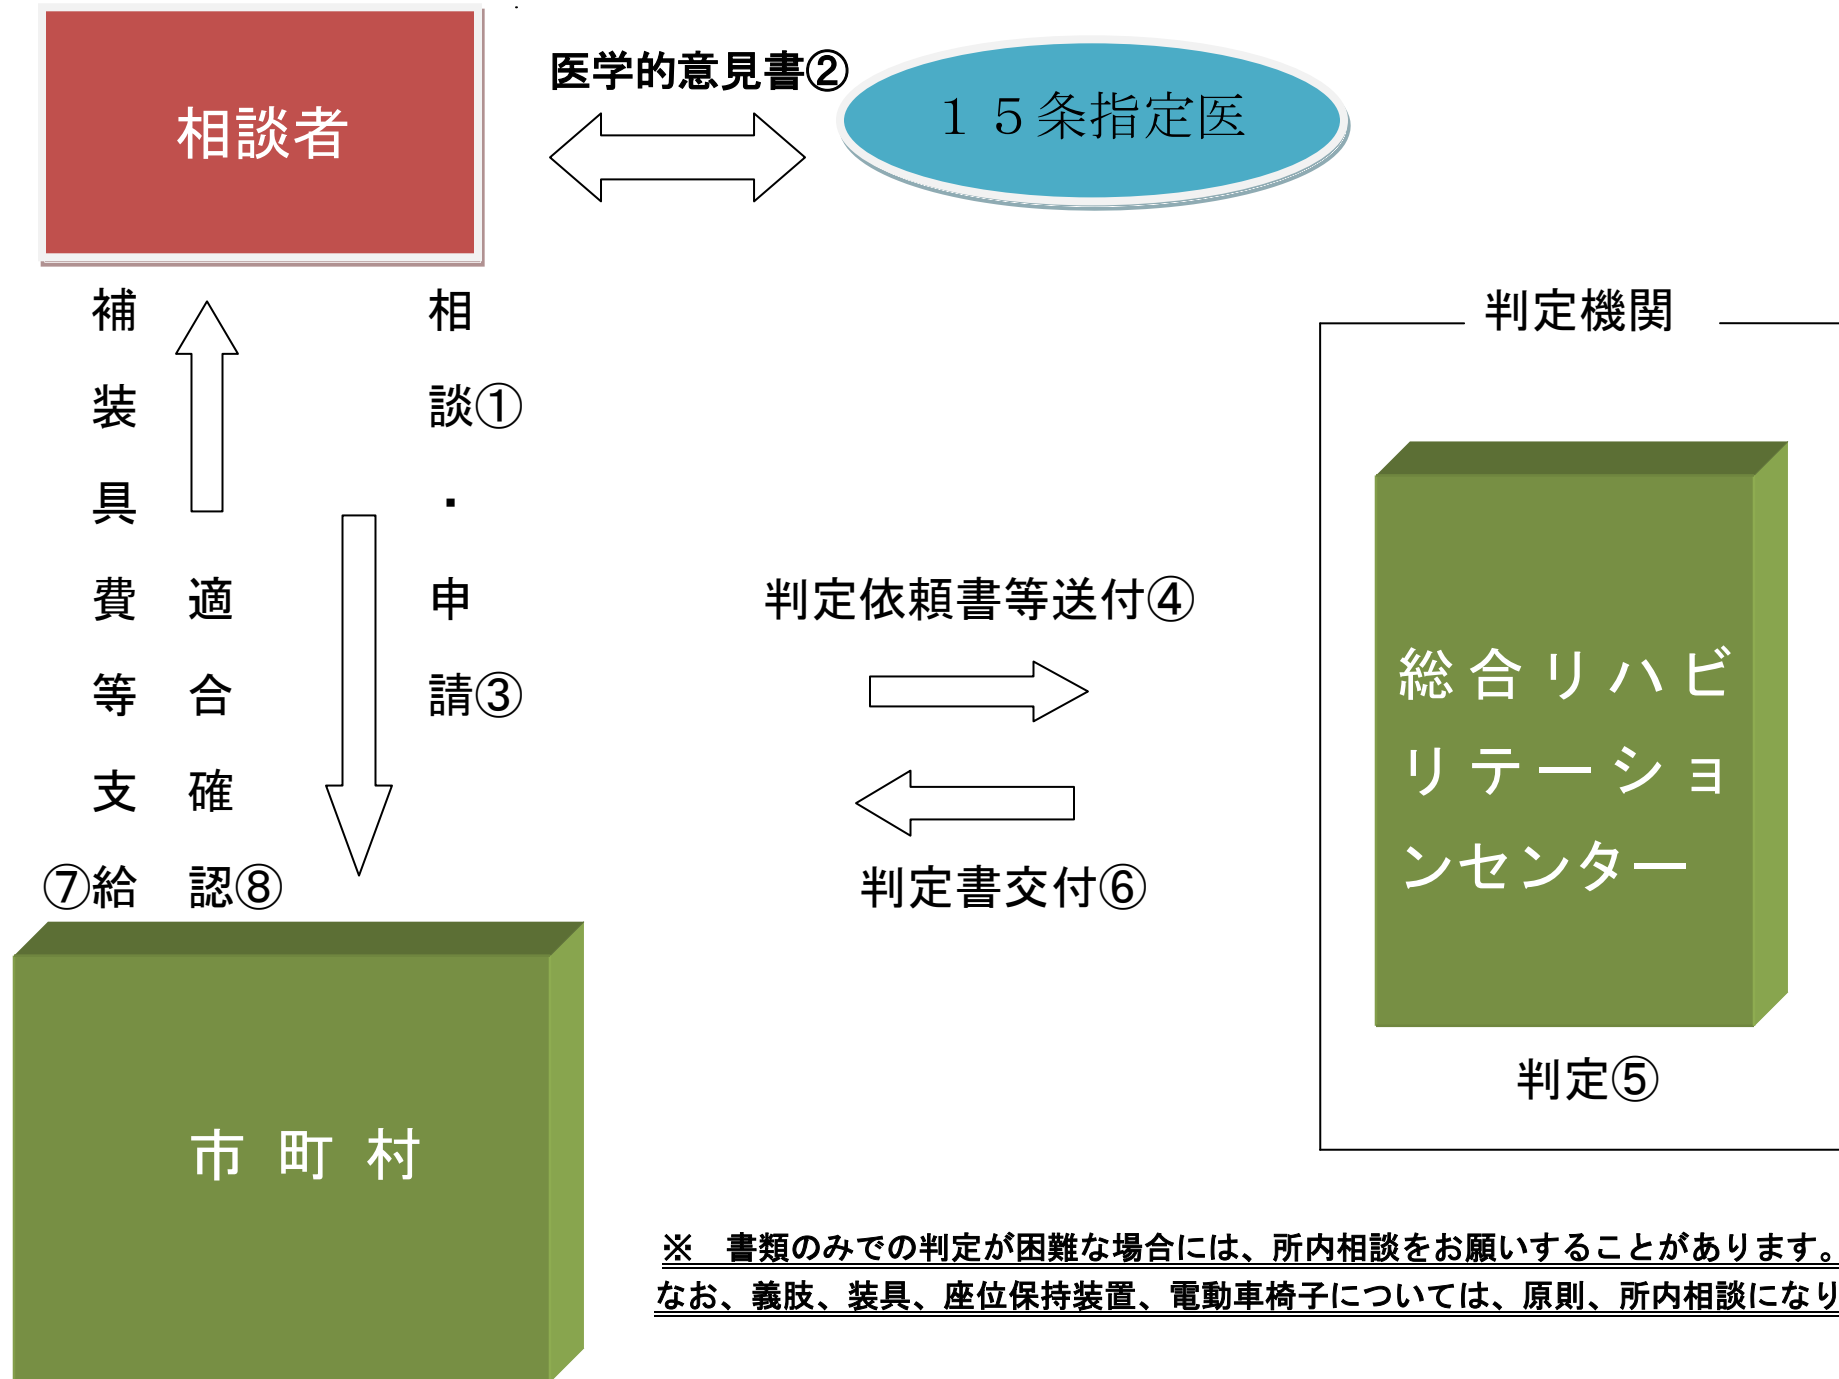 相談者
医学的意見書②
１５条指定医
相談①・申請③
補装具費等支給⑦
適合確認⑧
判定機関
判定依頼書等送付④
判定書交付⑥
総合リハビ
リテーショ
ンセンター
判定⑤
市町村
※　書類のみでの判定が困難な場合には、所内相談をお願いすることがあります。
なお、義肢、装具、座位保持装置、電動車椅子については、原則、所内相談になり